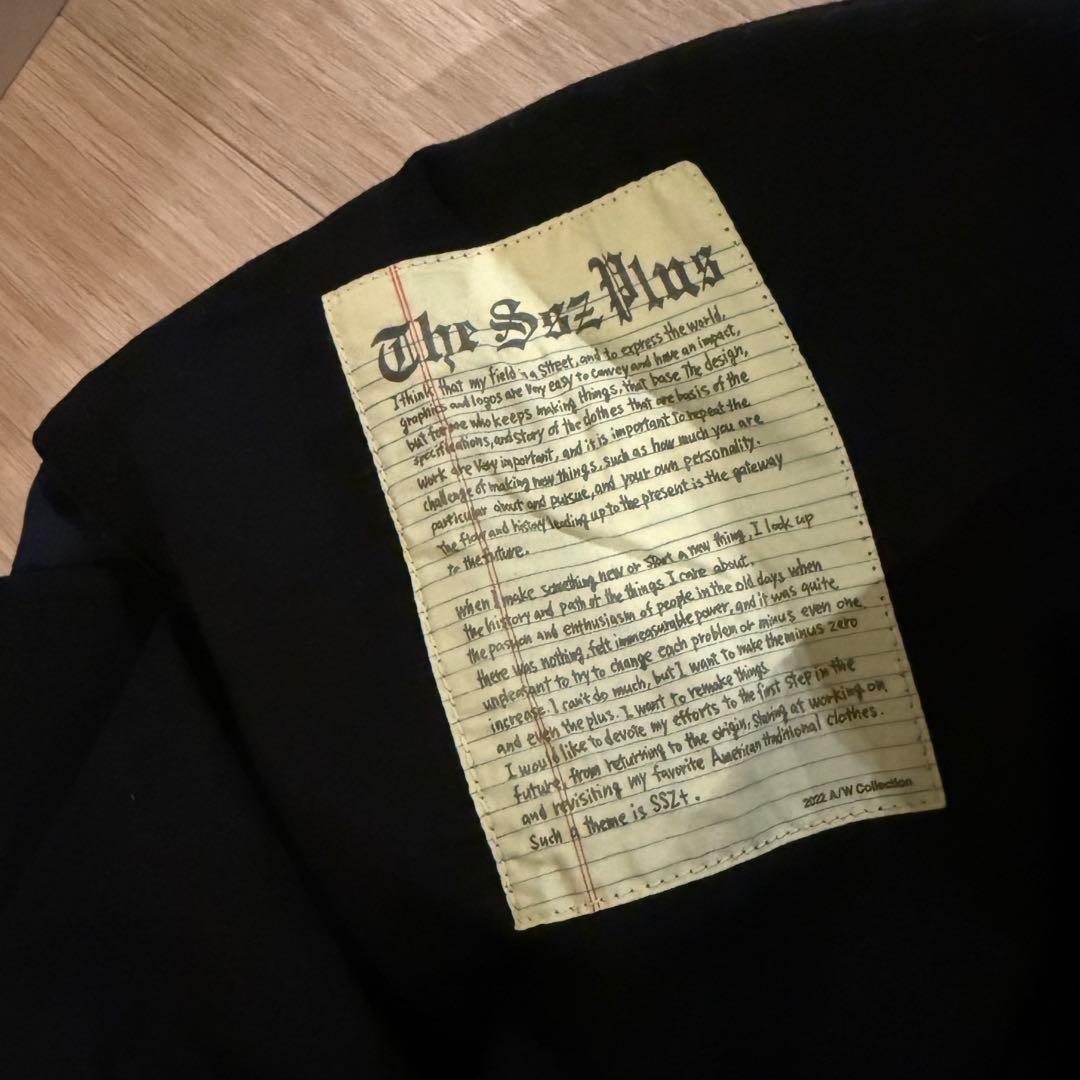 The Ssz Plus
I think that my field is a Street, and to express the world,
graphics and logos are very easy to convey and have an impact,
but for me who keeps making things, that base The design,
specifications, and story of the clothes that are basis of the
work are very important, and it is important to repeat the
challenge of making new things, such as how much you are
particular about and pursue, and your own personality.
The flow and history leading up to the present is the gateway
to the future.
When I make something new or start a new thing, I look up
the history and path of the things I care about.
the passion and enthusiasm of people in the old days when
there was nothing, felt immeasurable power, and it was quite
unpleasant to try to change each problem or minus even one
increase. I can't do much, but I want to make the minus zero
and even the plus. I want to remake things.
I would like to devote my efforts to the first step in the
future, from returning to the origin, staring at working on
and revisiting my favorite American traditional clothes.
Such a theme is SSZ+.
2022 A/W Collection